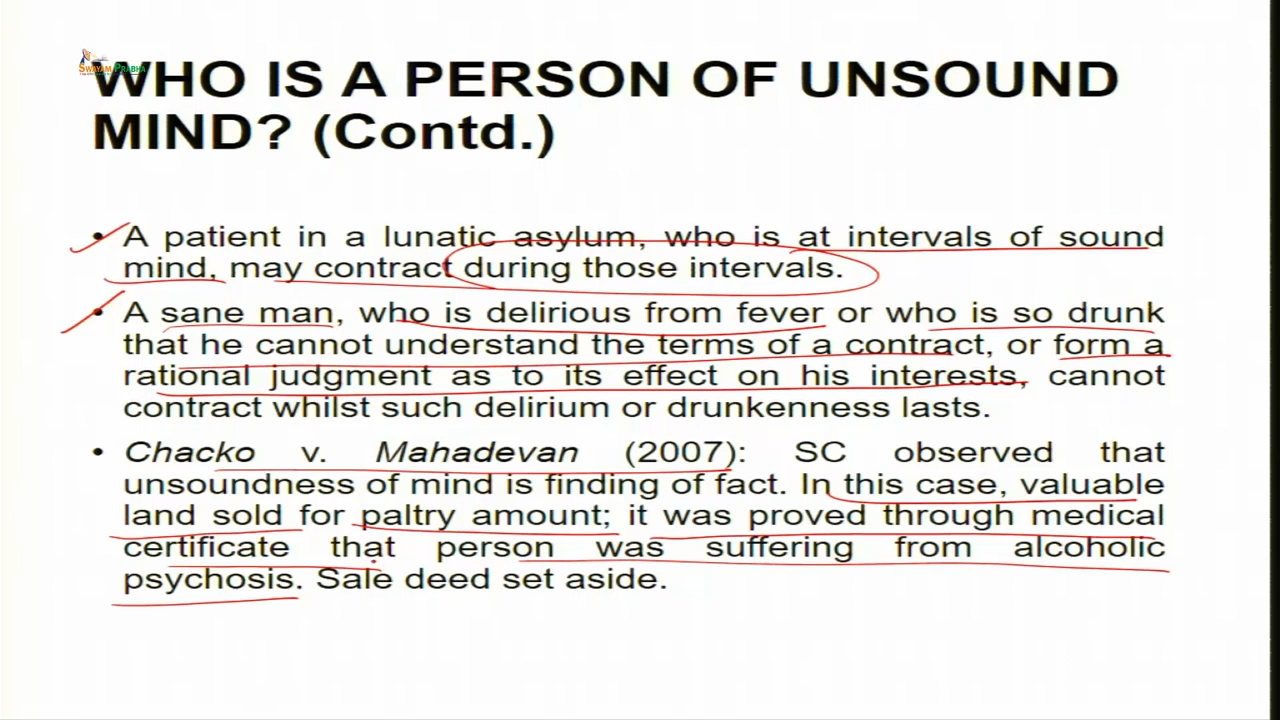 SWAYAM PRABHA
WHO IS A PERSON OF UNSOUND
MIND? (Contd.)
• A patient in a lunatic asylum, who is at intervals of sound
mind, may contract during those intervals.
• A sane man, who is delirious from fever or who is so drunk
that he cannot understand the terms of a contract, or form a
rational judgment as to its effect on his interests, cannot
contract whilst such delirium or drunkenness lasts.
• Chacko v. Mahadevan (2007): SC observed that
unsoundness of mind is finding of fact. In this case, valuable
land sold for paltry amount; it was proved through medical
certificate that person was suffering from alcoholic
psychosis. Sale deed set aside.